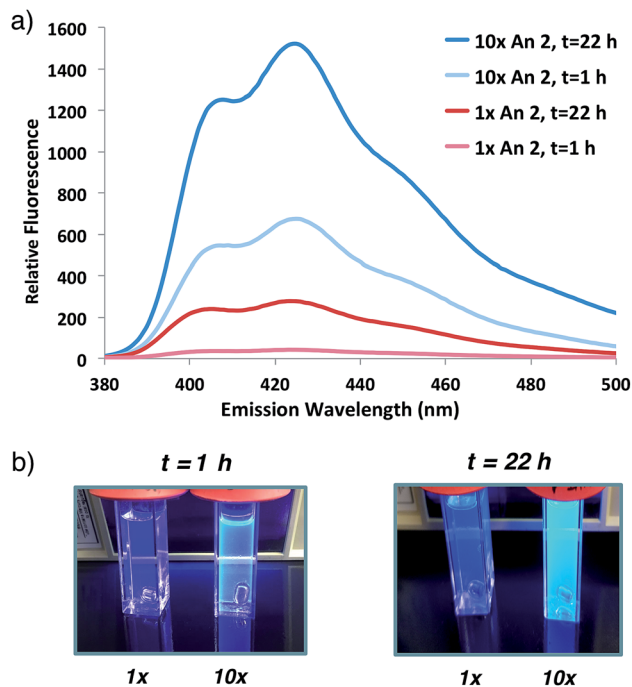 a)
1600
1400
1200
1000
800
600
400
200
0
Relative Fluorescence
10x An 2, t=22 h
10x An 2, t=1 h
1x An 2, t=22 h
1x An 2, t=1 h
380 400 420 440 460 480 500
Emission Wavelength (nm)
b)
t = 1 h t = 22 h
1x 10x 1x 10x